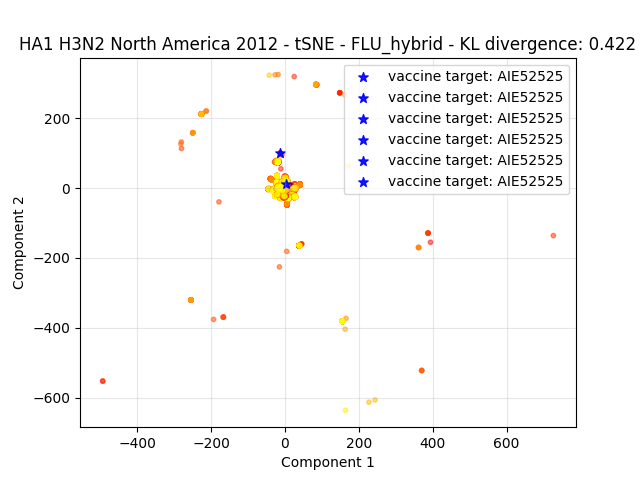 HA1 H3N2 North America 2012 - tSNE - FLU_hybrid - KL divergence: 0.422
vaccine target: AIE52525
vaccine target: AIE52525
vaccine target: AIE52525
vaccine target: AIE52525
vaccine target: AIE52525
vaccine target: AIE52525
200
0
−200
−400
−600
Component 2
−400
−200
0
200
400
600
Component 1